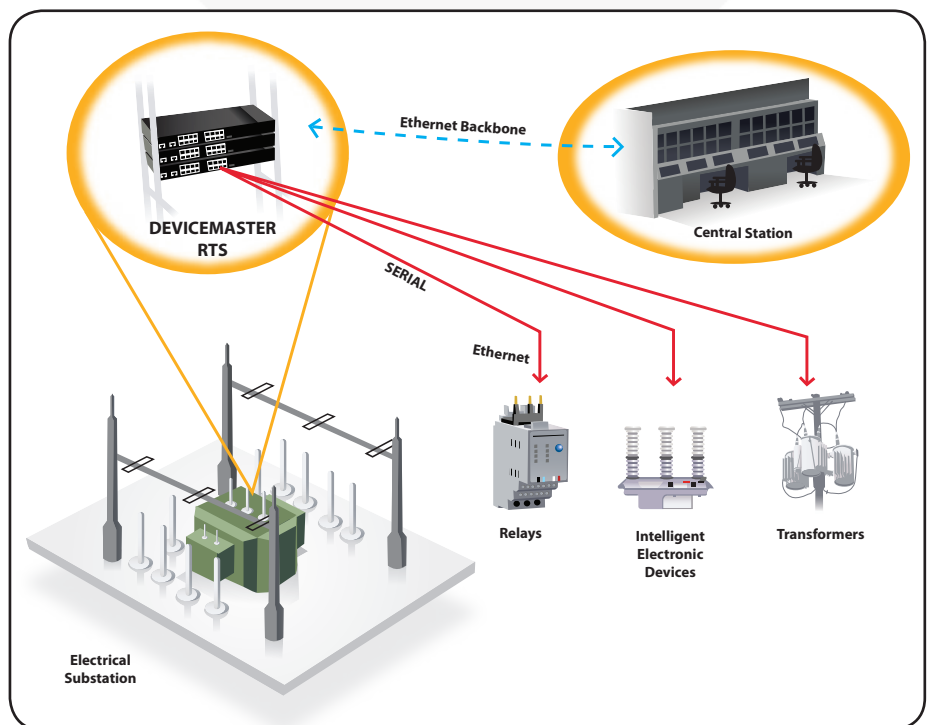 Ethernet Backbone
DEVICEMASTER
RTS
Central Station
SERIAL
Ethernet
Relays
Intelligent
Electronic
Devices
Transformers
Electrical
Substation